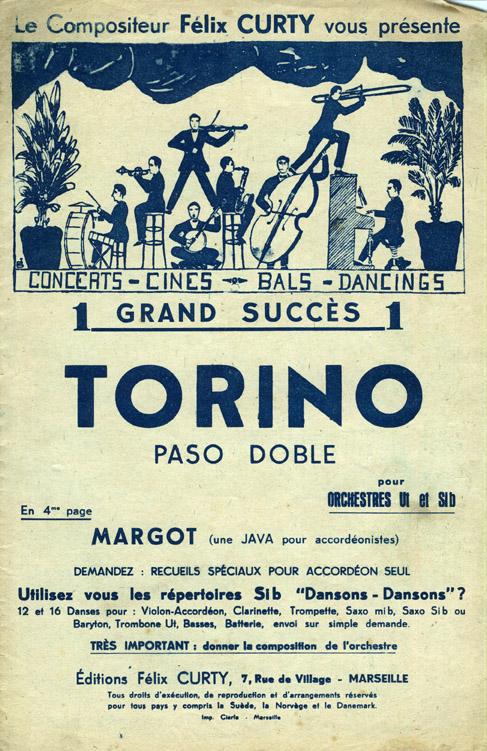 Le Compositeur Félix CURTY vous présente
CONCERTS - CINES - BALS - DANCINGS
1 GRAND SUCCÈS 1
TORINO
PASO DOBLE
pour
ORCHESTRES Ut et Sib
En 4me page
MARGOT (une JAVA pour accordéonistes)
DEMANDEZ : RECUEILS SPÉCIAUX POUR ACCORDÉON SEUL
Utilisez vous les répertoires Sib "Dansons-Dansons"?
12 et 16 Danses pour : Violon-Accordéon, Clarinette, Trompette, Saxo mib, Saxo Sib ou
Baryton, Trombone Ut, Basses, Batterie, envoi sur simple demande.
TRÈS IMPORTANT : donner la composition de l'orchestre
Éditions Félix CURTY, 7, Rue de Village - MARSEILLE
Tous droits d'exécution, de reproduction et d'arrangements réservés
pour tous pays y compris la Suède, la Norvège et le Danemark.
Imp. Clerfa - Marseille